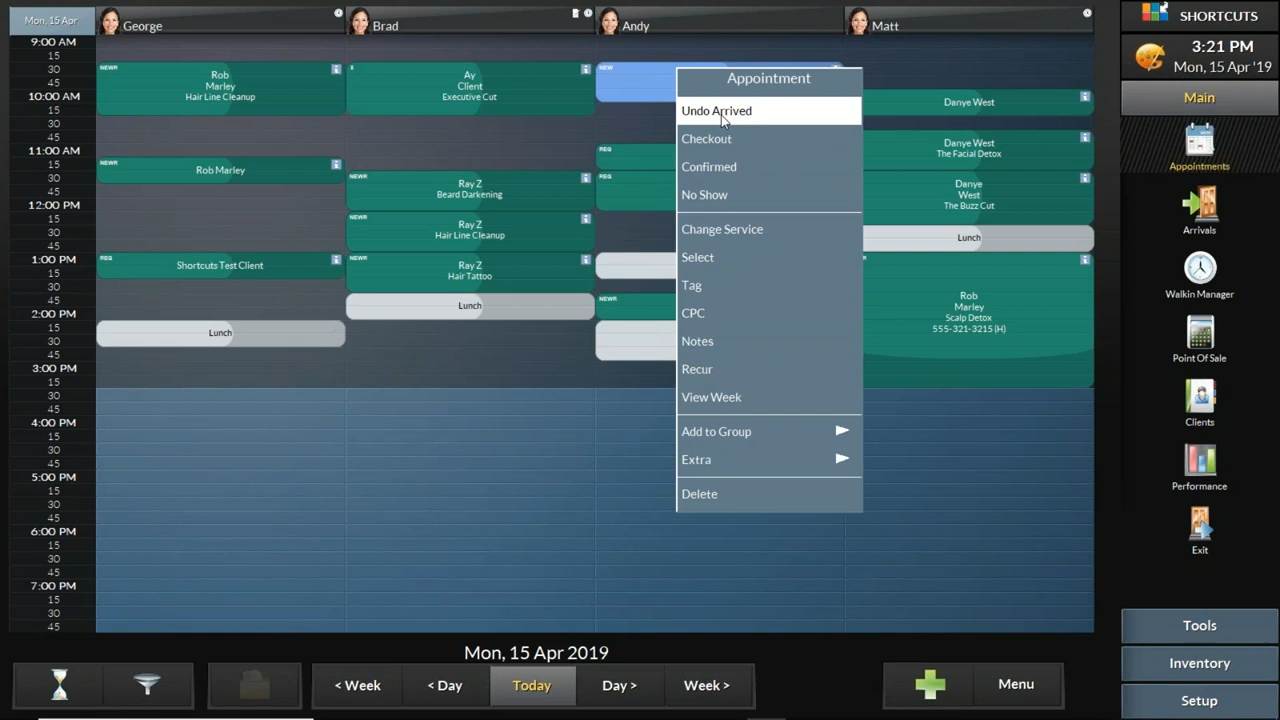 Mon, 15 Apr
George
Brad
Andy
Matt
SHORTCUTS
3:21 PM
Mon, 15 Apr '19
Main
Appointments
Arrivals
Walkin Manager
Point Of Sale
Clients
Performance
Exit
Tools
Inventory
Setup
9:00 AM
15
30
45
10:00 AM
15
30
45
11:00 AM
15
30
45
12:00 PM
15
30
45
1:00 PM
15
30
45
2:00 PM
15
30
45
3:00 PM
15
30
45
4:00 PM
15
30
45
5:00 PM
15
30
45
6:00 PM
15
30
45
7:00 PM
15
30
45
NEWR
Rob
Marley
Hair Line Cleanup
NEWR
Rob Marley
REQ
Shortcuts Test Client
Lunch
Ay
Client
Executive Cut
NEWR
Ray Z
Beard Darkening
NEWR
Ray Z
Hair Line Cleanup
NEWR
Ray Z
Hair Tattoo
Lunch
NEW
REQ
REQ
NEWR
Danye West
Danye West
The Facial Detox
Danye
West
The Buzz Cut
Lunch
Rob
Marley
Scalp Detox
555-321-3215 (H)
Appointment
Undo Arrived
Checkout
Confirmed
No Show
Change Service
Select
Tag
CPC
Notes
Recur
View Week
Add to Group
Extra
Delete
Mon, 15 Apr 2019
< Week
< Day
Today
Day >
Week >
Menu